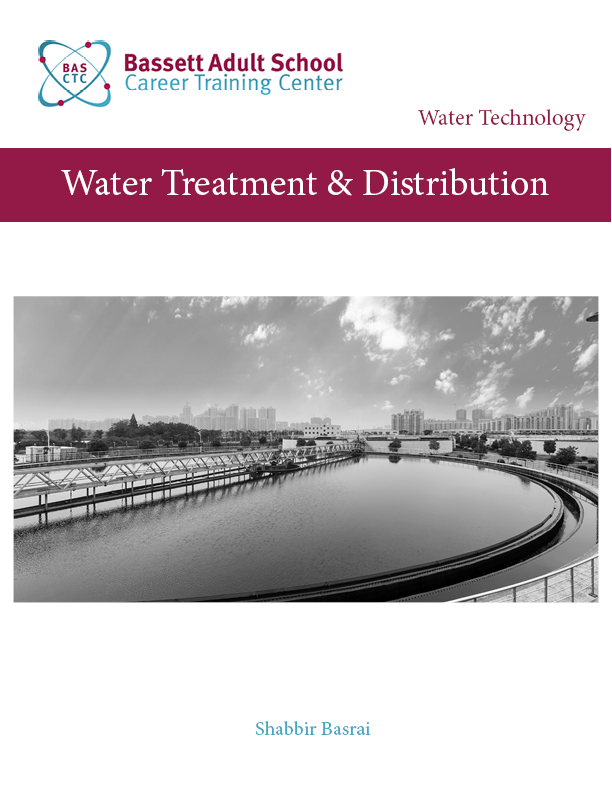 BAS
CTC
Bassett Adult School
Career Training Center
Water Technology
Water Treatment & Distribution
Shabbir Basrai